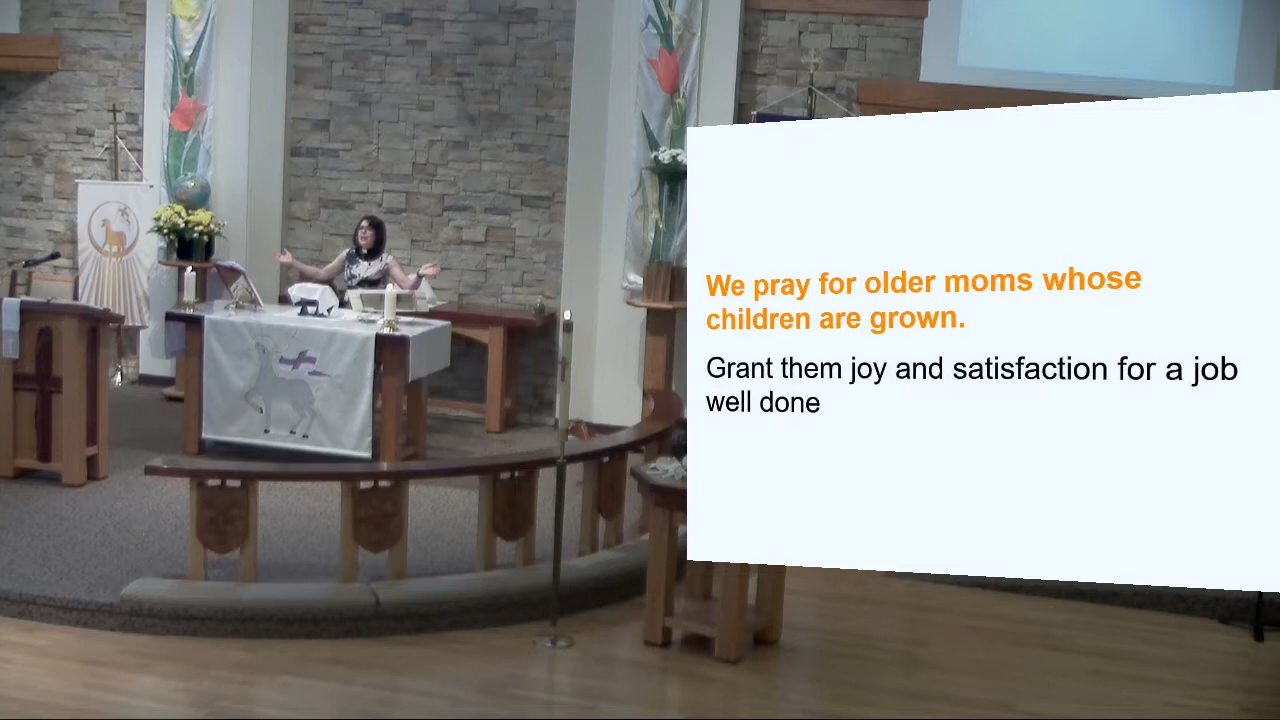 We pray for older moms whose
children are grown.
Grant them joy and satisfaction for a job
well done